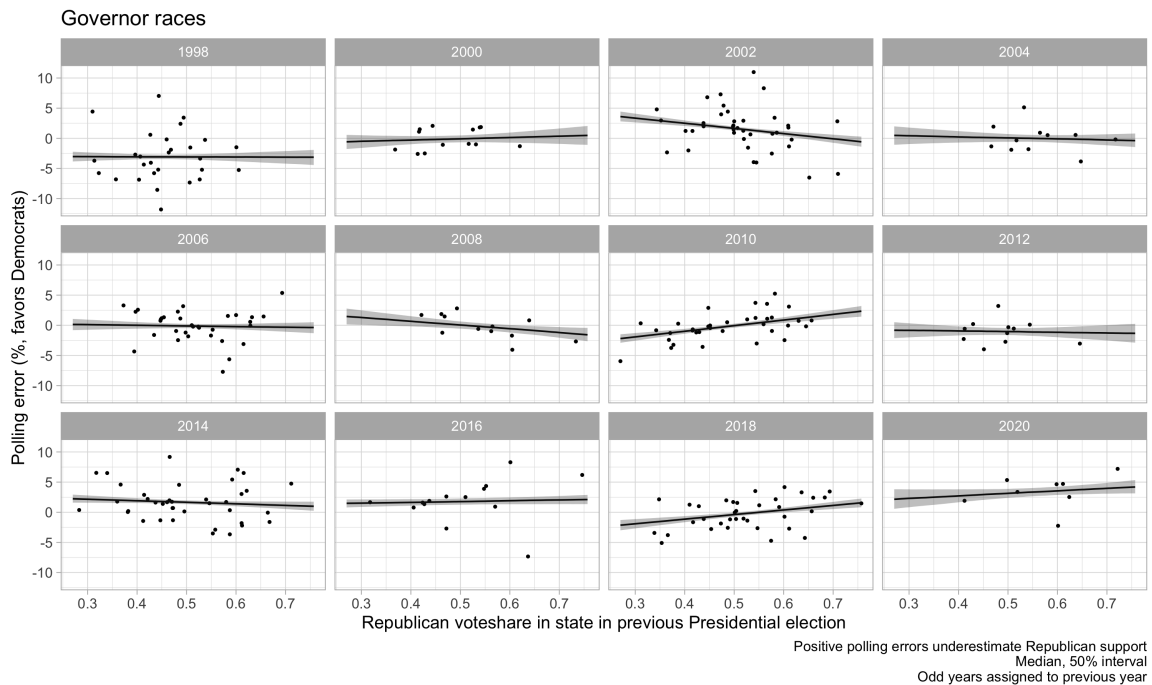 Governor races
1998 2000 2002 2004
10
5
0
-5
-10
2006 2008 2010 2012
10
5
0
-5
-10
2014 2016 2018 2020
10
5
0
-5
-10
Polling error (%, favors Democrats)
0.3 0.4 0.5 0.6 0.7 0.3 0.4 0.5 0.6 0.7 0.3 0.4 0.5 0.6 0.7 0.3 0.4 0.5 0.6 0.7
Republican voteshare in state in previous Presidential election
Positive polling errors underestimate Republican support
Median, 50% interval
Odd years assigned to previous year